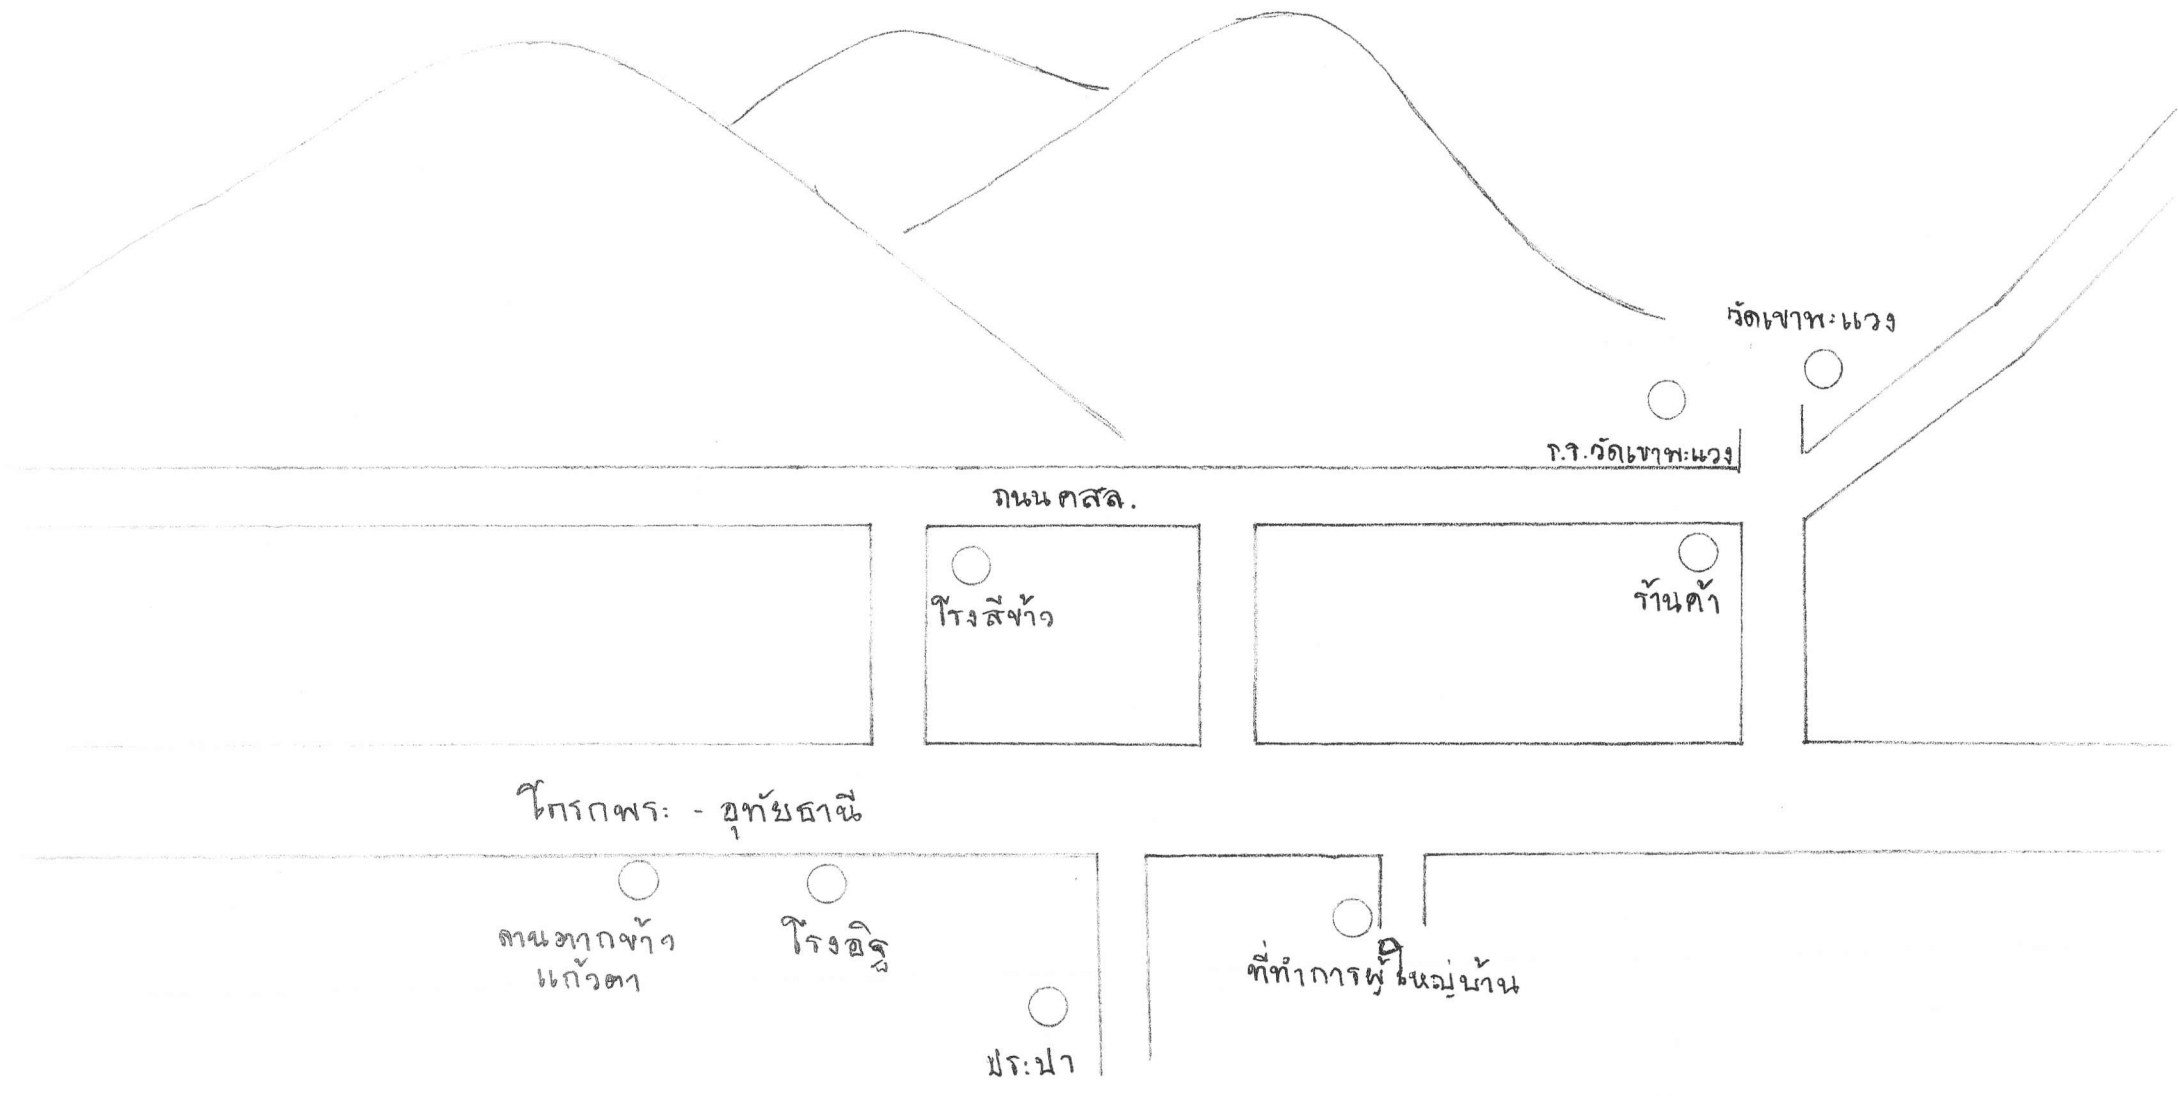 วัดเขาพะแวง
ร.ร.วัดเขาพะแวง
ถนน คสล.
โรงสีข้าว
ร้านค้า
โกรกพระ - อุทัยธานี
ลานตากข้าว
แก้วตา
โรงอิฐ
ที่ทำการผู้ใหญ่บ้าน
ประปา